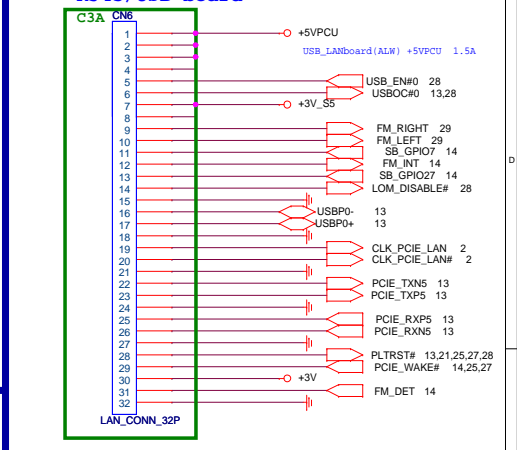 C3A CN6
1 +5VPCU
2 USB_LANboard(ALW) +5VPCU 1.5A
3
4
5 USB_EN#0 28
6 USBOC#0 13,28
7 +3V_S5
8
9 FM_RIGHT 29
10 FM_LEFT 29
11 SB_GPIO7 14
12 FM_INT 14
13 SB_GPIO27 14
14 LOM_DISABLE# 28
15
16 USBP0- 13
17 USBP0+ 13
18
19 CLK_PCIE_LAN 2
20 CLK_PCIE_LAN# 2
21
22 PCIE_TXN5 13
23 PCIE_TXP5 13
24
25 PCIE_RXP5 13
26 PCIE_RXN5 13
27
28 PLTRST# 13,21,25,27,28
29 PCIE_WAKE# 14,25,27
30 +3V
31 FM_DET 14
32
LAN_CONN_32P
D